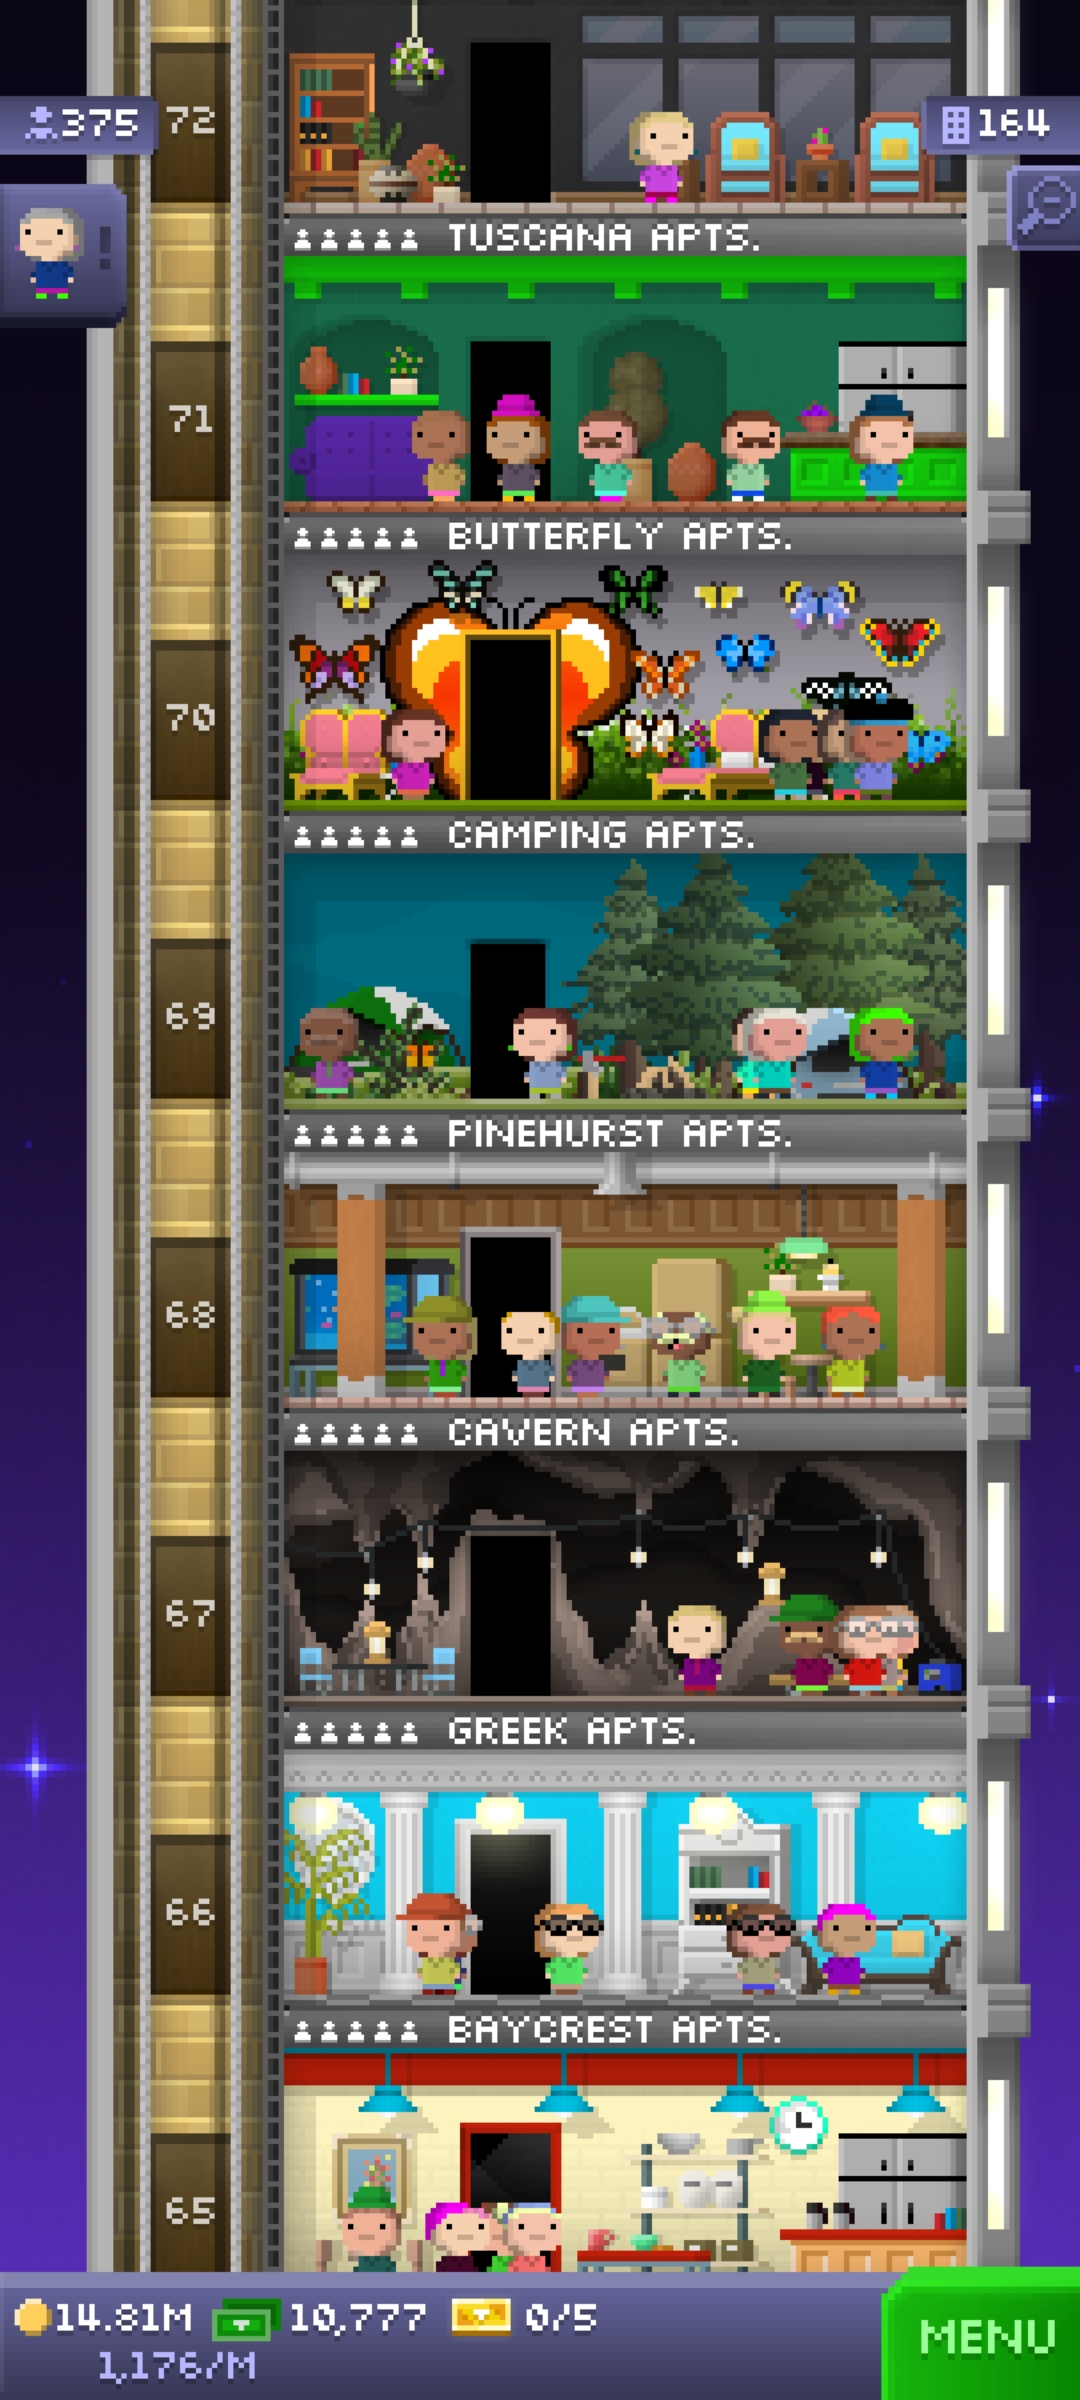 72
375
164
!
TUSCANA APTS.
71
BUTTERFLY APTS.
70
CAMPING APTS.
69
PINEHURST APTS.
68
CAVERN APTS.
67
GREEK APTS.
66
BAYCREST APTS.
65
14.81M 10,777 0/5
1,176/M
MENU